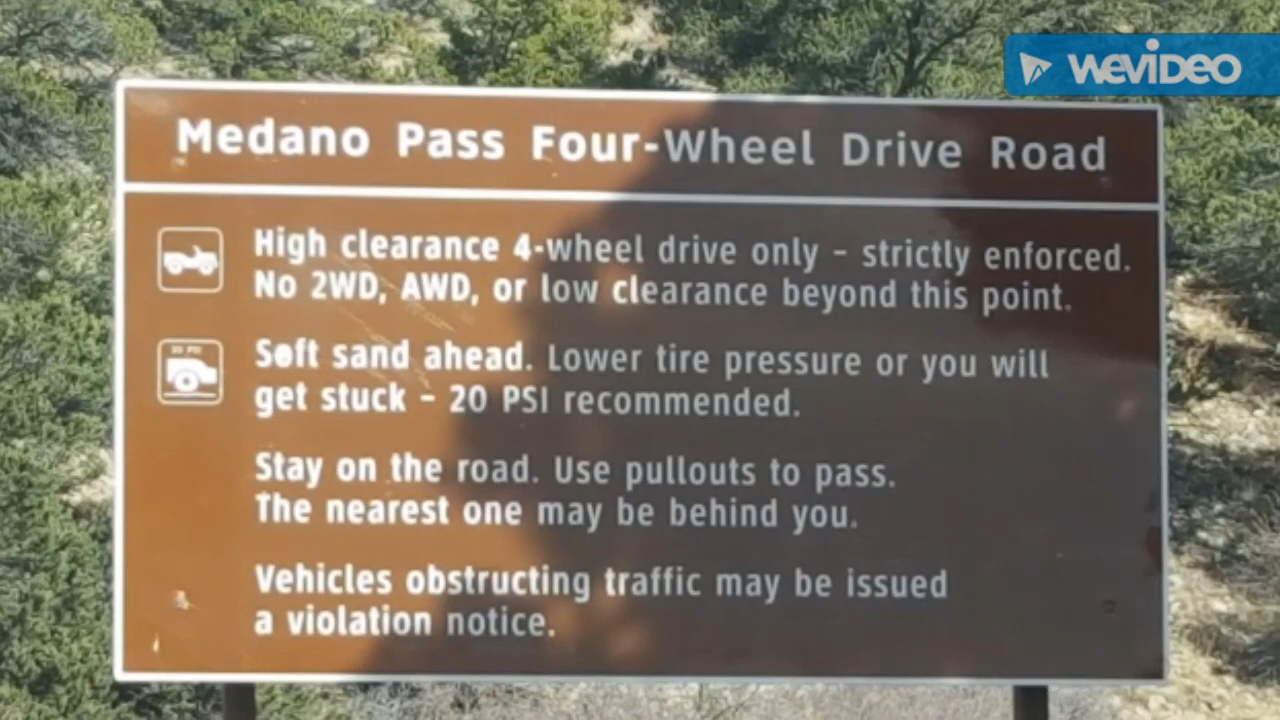 WEVIDEO
Medano Pass Four-Wheel Drive Road
High clearance 4-wheel drive only - strictly enforced.
No 2WD, AWD, or low clearance beyond this point.
20 PSI
Soft sand ahead. Lower tire pressure or you will
get stuck - 20 PSI recommended.
Stay on the road. Use pullouts to pass.
The nearest one may be behind you.
Vehicles obstructing traffic may be issued
a violation notice.